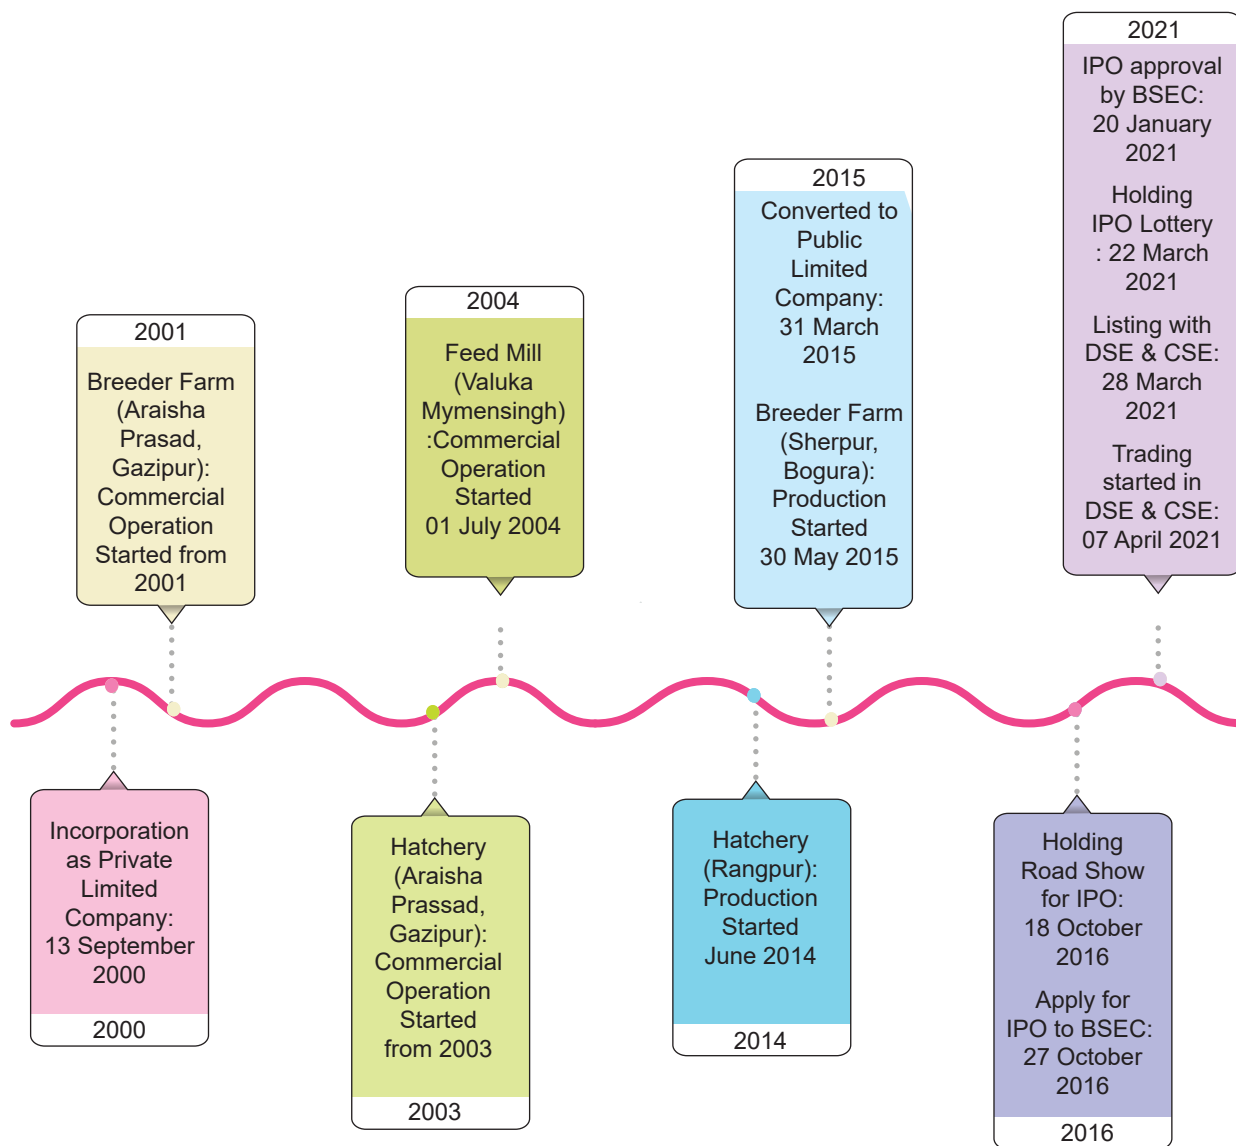 2000
Incorporation
as Private
Limited
Company:
13 September
2000
2001
Breeder Farm
(Araisha
Prasad,
Gazipur):
Commercial
Operation
Started from
2001
Hatchery
(Araisha
Prassad,
Gazipur):
Commercial
Operation
Started
from 2003
2003
2004
Feed Mill
(Valuka
Mymensingh)
:Commercial
Operation
Started
01 July 2004
Hatchery
(Rangpur):
Production
Started
June 2014
2014
2015
Converted to
Public
Limited
Company:
31 March
2015
Breeder Farm
(Sherpur,
Bogura):
Production
Started
30 May 2015
Holding
Road Show
for IPO:
18 October
2016
Apply for
IPO to BSEC:
27 October
2016
2016
2021
IPO approval
by BSEC:
20 January
2021
Holding
IPO Lottery
: 22 March
2021
Listing with
DSE & CSE:
28 March
2021
Trading
started in
DSE & CSE:
07 April 2021